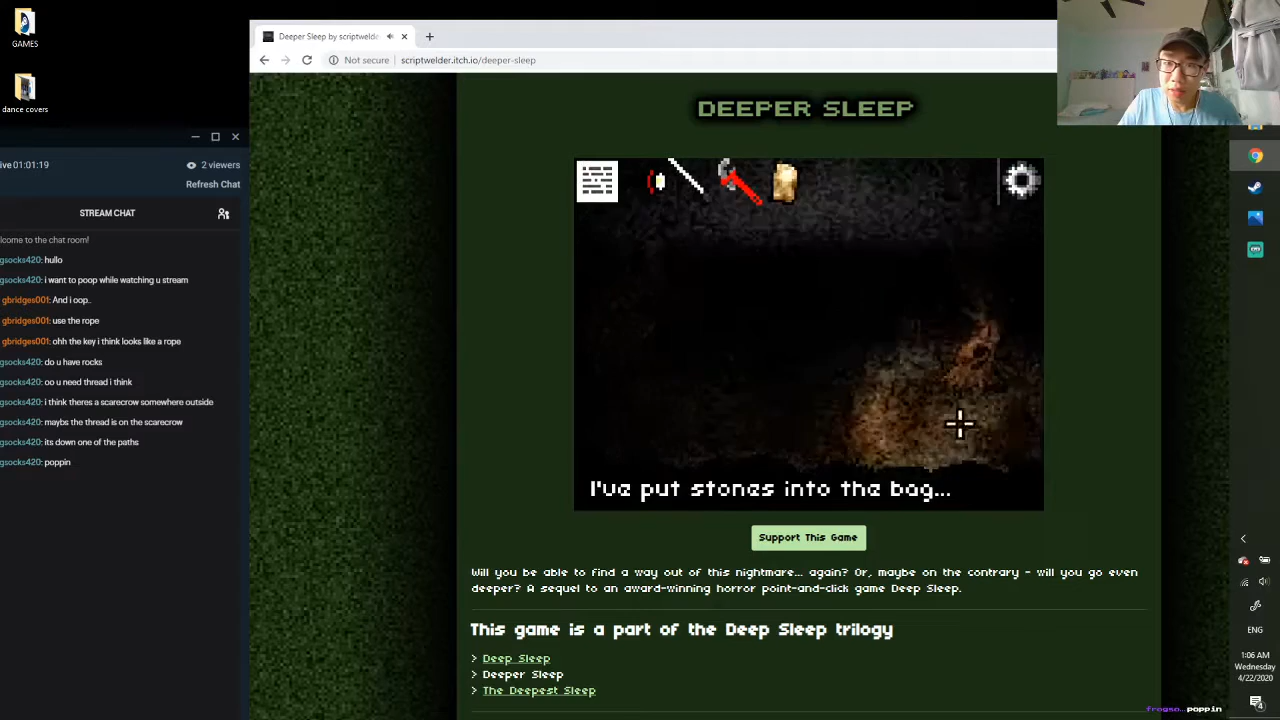 GAMES
dance covers
Deeper Sleep by scriptwelde
Not secure
scriptwelder.itch.io/deeper-sleep
ive 01:01:19
2 viewers
Refresh Chat
STREAM CHAT
lcome to the chat room!
gsocks420: hullo
gsocks420: i want to poop while watching u stream
gbridges001: And i oop..
gbridges001: use the rope
gbridges001: ohh the key i think looks like a rope
gsocks420: do u have rocks
gsocks420: oo u need thread i think
gsocks420: i think theres a scarecrow somewhere outside
gsocks420: maybs the thread is on the scarecrow
gsocks420: its down one of the paths
gsocks420: poppin
DEEPER SLEEP
I've put stones into the bag...
Support This Game
Will you be able to find a way out of this nightmare... again? Or, maybe on the contrary - will you go even
deeper? A sequel to an award-winning horror point-and-click game Deep Sleep.
This game is a part of the Deep Sleep trilogy
> Deep Sleep
> Deeper Sleep
> The Deepest Sleep
ENG
1:06 AM
Wednesday
4/22/2020
4
frogso...poppin